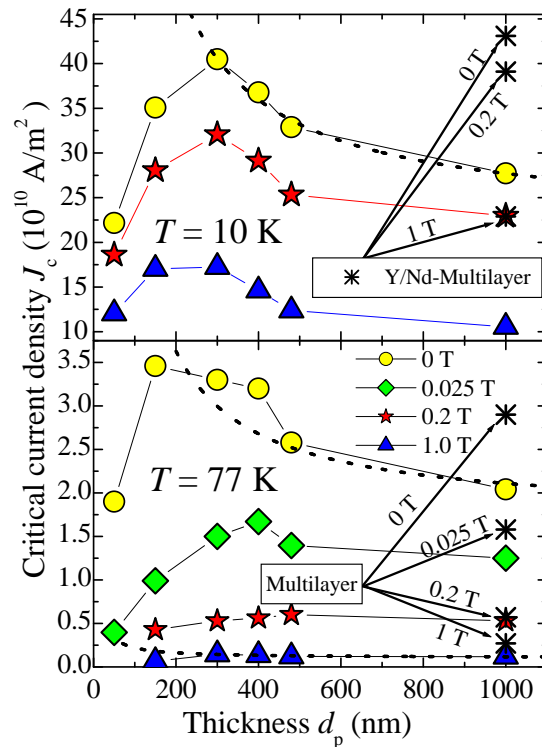 45
40
35
30
25
20
15
10
0 T
0.2 T
1 T
T = 10 K
Y/Nd-Multilayer
Critical current density Jc (10^10 A/m^2)
3.5
3.0
2.5
2.0
1.5
1.0
0.5
0.0
0 T
0.025 T
0.2 T
1.0 T
T = 77 K
0 T
0.025 T
Multilayer
0.2 T
1 T
0 200 400 600 800 1000
Thickness dp (nm)